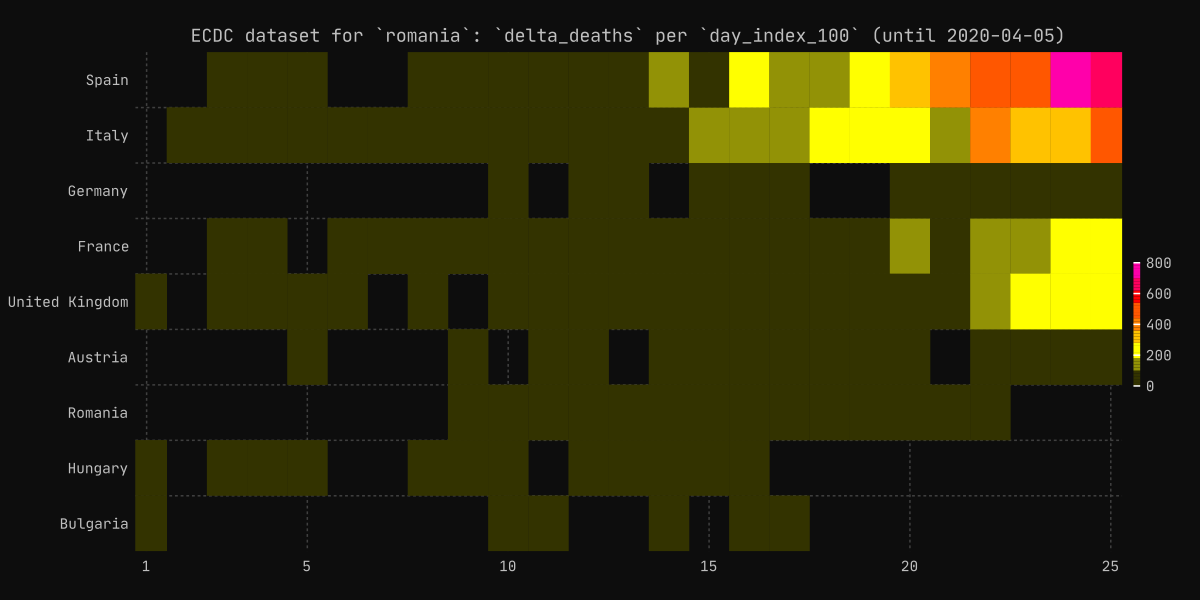 ECDC dataset for `romania`: `delta_deaths` per `day_index_100` (until 2020-04-05)
Spain
Italy
Germany
France
United Kingdom
Austria
Romania
Hungary
Bulgaria
1 5 10 15 20 25
800
600
400
200
0